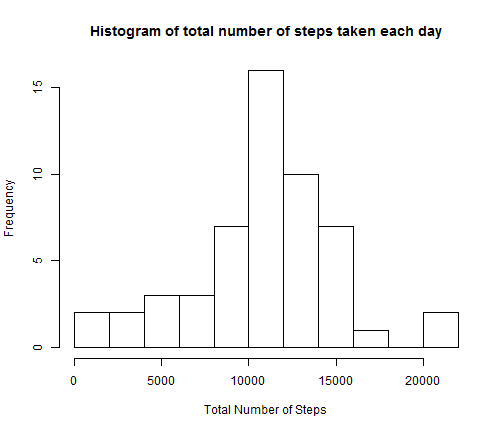 Histogram of total number of steps taken each day
Frequency
15
10
5
0
0 5000 10000 15000 20000
Total Number of Steps